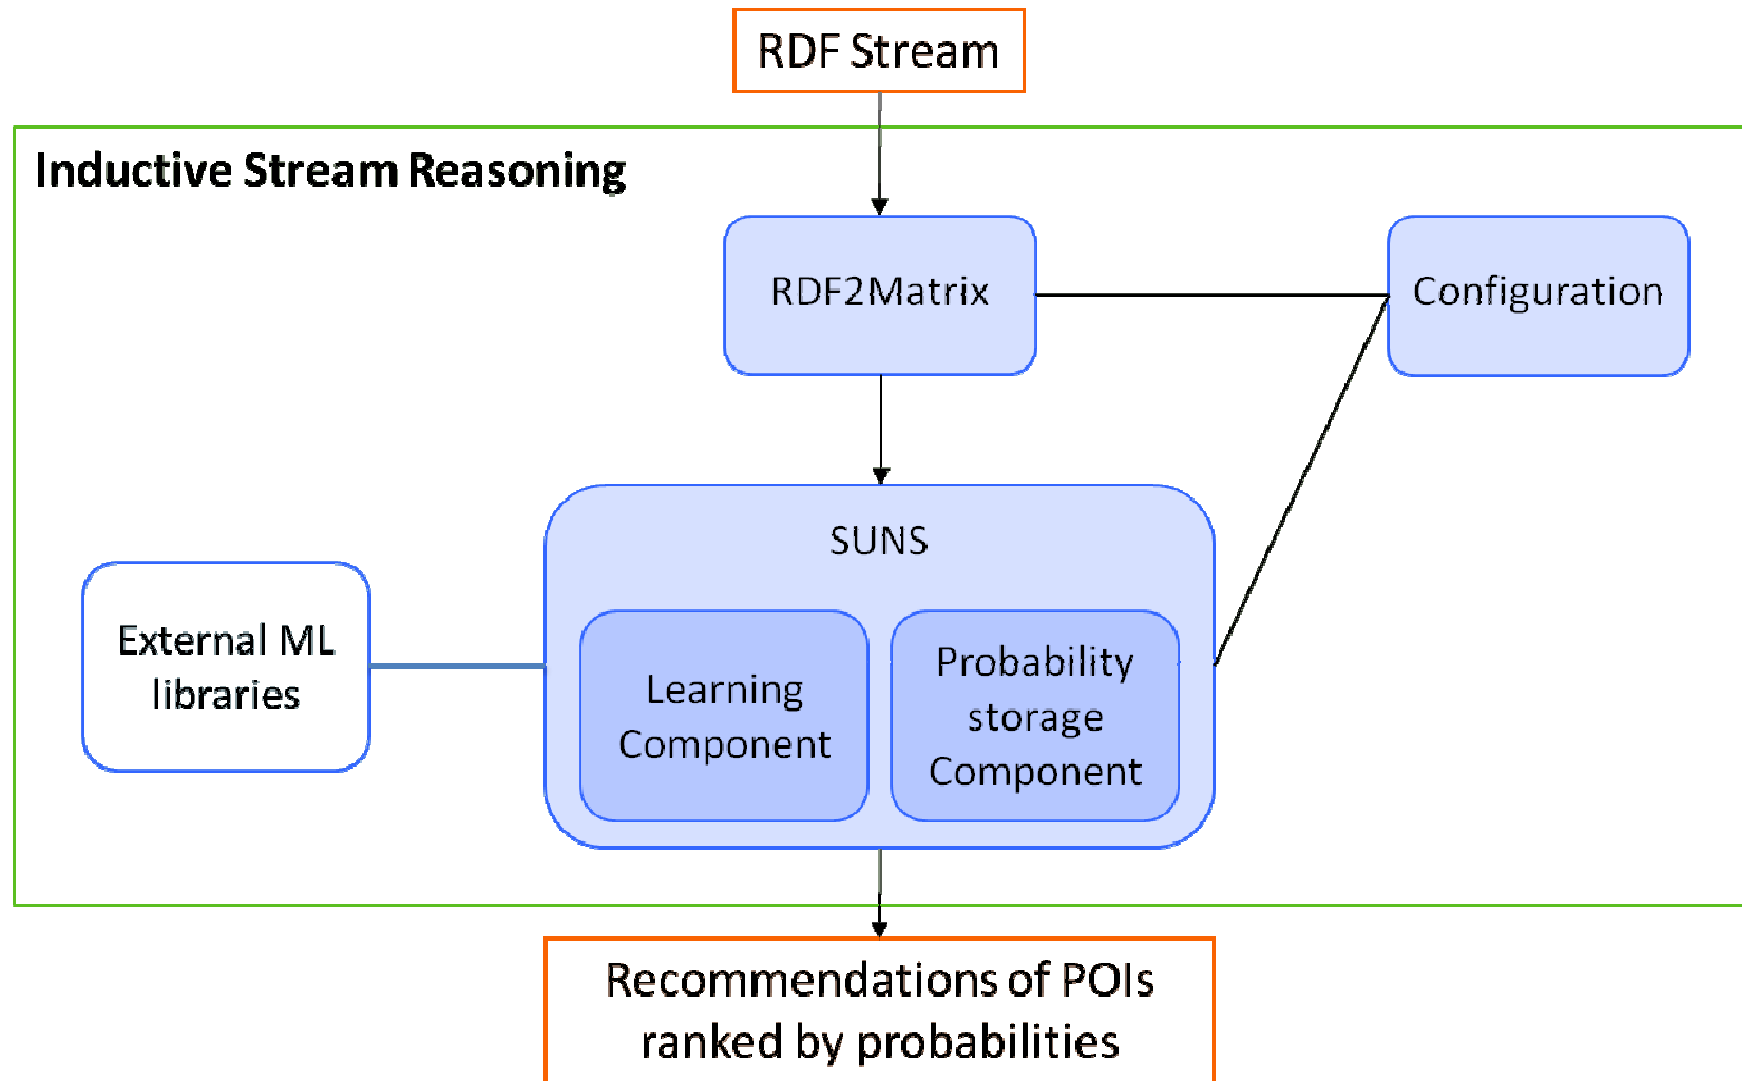 RDF Stream
Inductive Stream Reasoning
RDF2Matrix
Configuration
SUNS
External ML
libraries
Learning
Component
Probability
storage
Component
Recommendations of POIs
ranked by probabilities